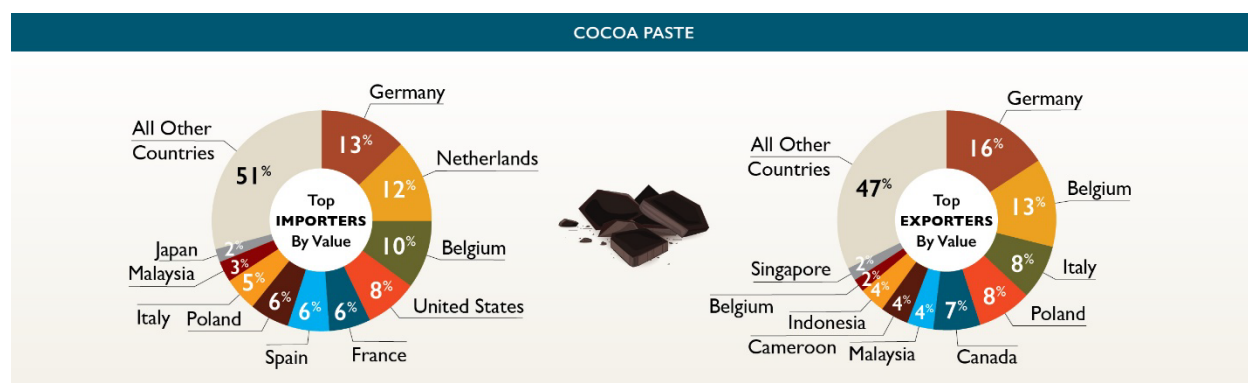 COCOA PASTE
Germany
13%
Netherlands
12%
Belgium
10%
United States
8%
France
6%
Spain
6%
Poland
6%
Italy
5%
Malaysia
3%
Japan
2%
All Other
Countries
51%
Top
IMPORTERS
By Value
Germany
16%
Belgium
13%
Italy
8%
Poland
8%
Canada
7%
Malaysia
4%
Cameroon
4%
Indonesia
4%
Belgium
2%
Singapore
2%
All Other
Countries
47%
Top
EXPORTERS
By Value